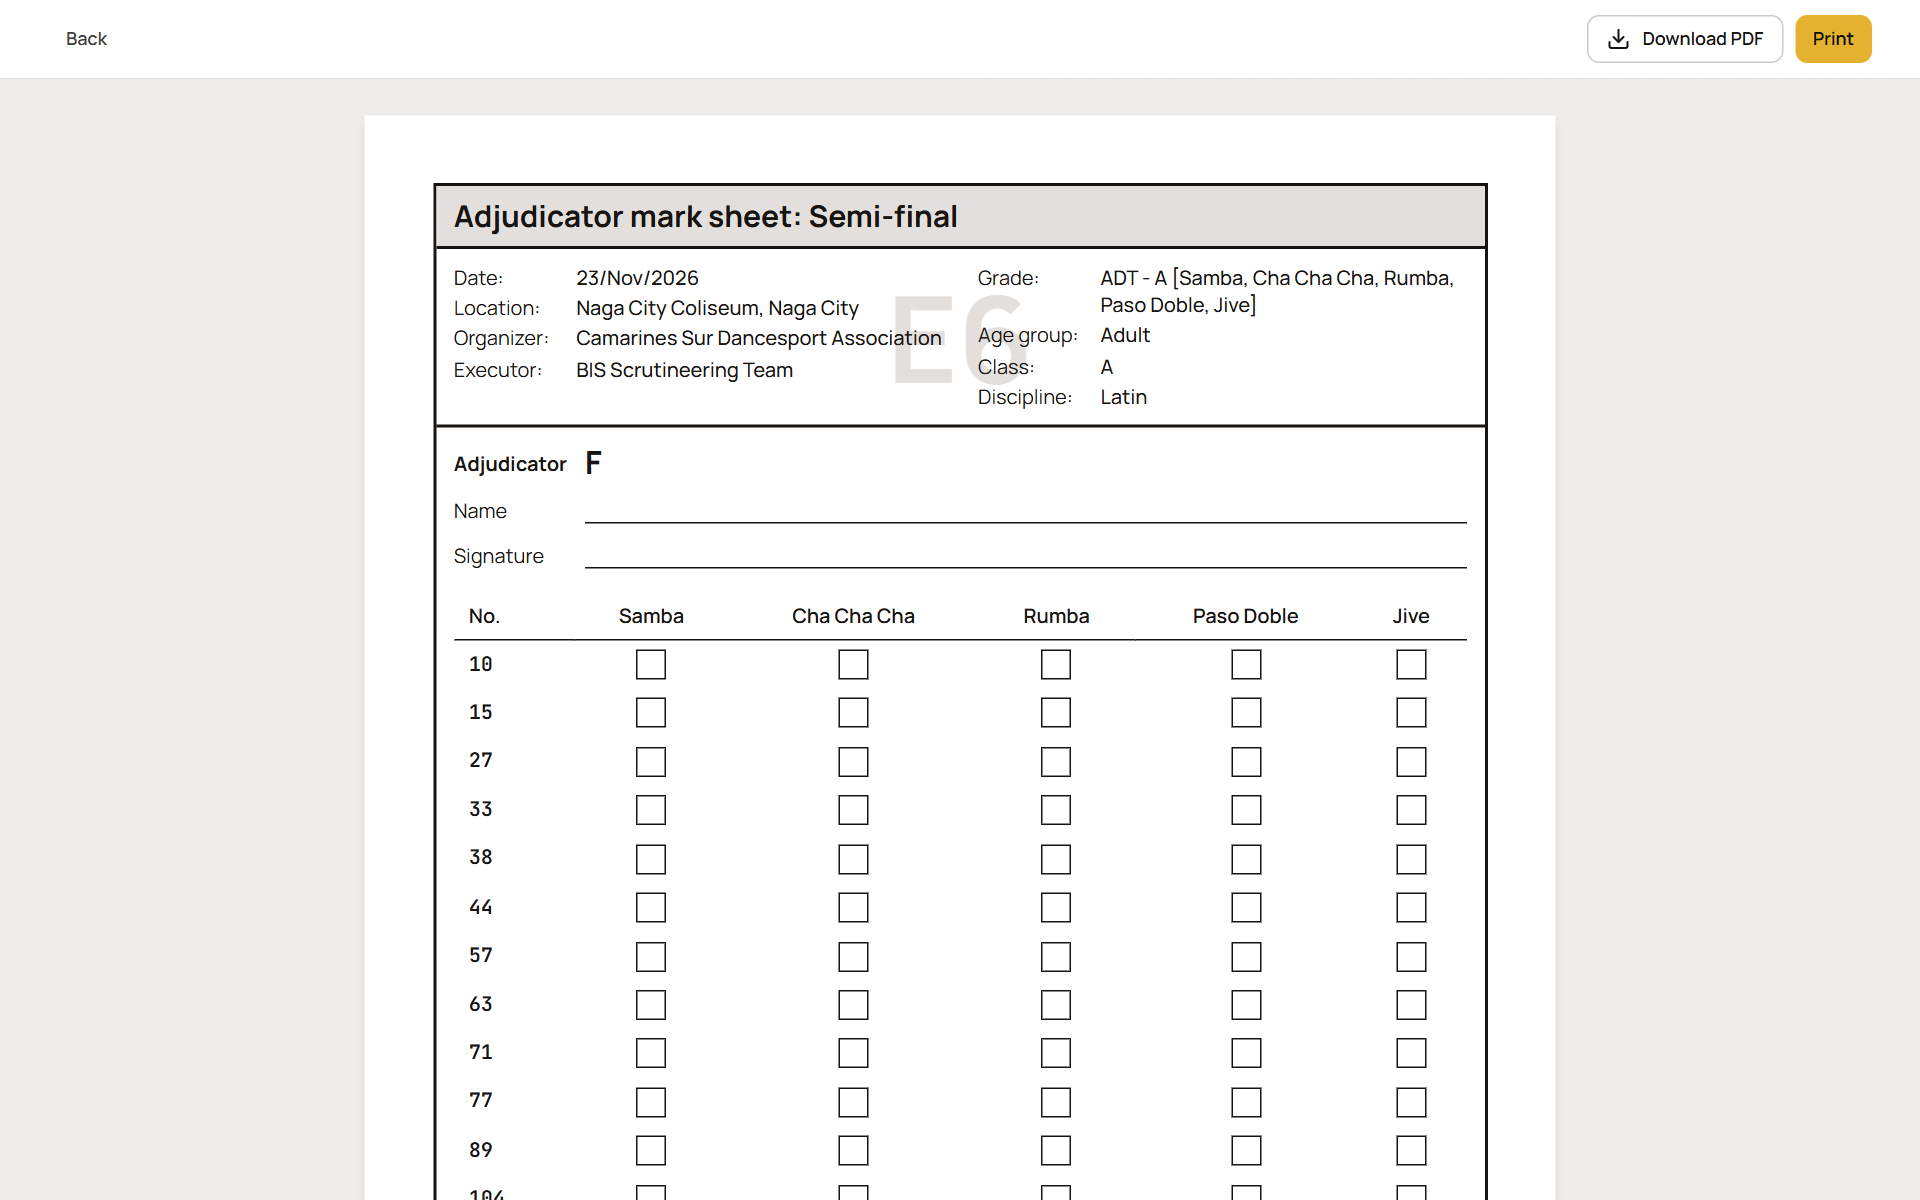 Back
Download PDF
Print
Adjudicator mark sheet: Semi-final
Date: 23/Nov/2026
Location: Naga City Coliseum, Naga City
Organizer: Camarines Sur Dancesport Association
Executor: BIS Scrutineering Team
E6
Grade: ADT - A [Samba, Cha Cha Cha, Rumba,
Paso Doble, Jive]
Age group: Adult
Class: A
Discipline: Latin
Adjudicator F
Name
Signature
No. Samba Cha Cha Cha Rumba Paso Doble Jive
10
15
27
33
38
44
57
63
71
77
89
104